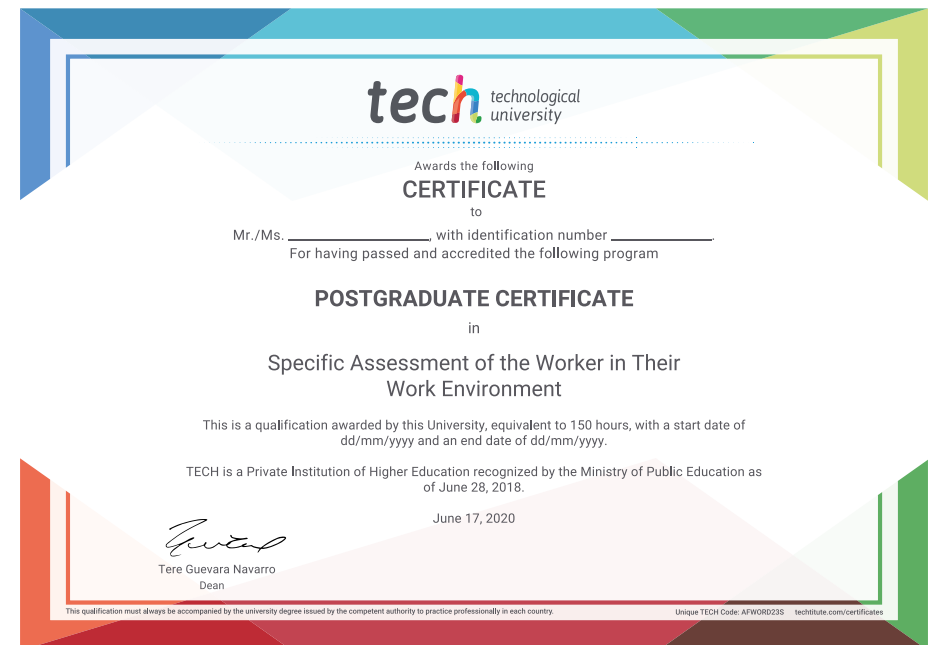 tech technological
university
Awards the following
CERTIFICATE
to
Mr./Ms. ____________________, with identification number ______________.
For having passed and accredited the following program
POSTGRADUATE CERTIFICATE
in
Specific Assessment of the Worker in Their
Work Environment
This is a qualification awarded by this University, equivalent to 150 hours, with a start date of
dd/mm/yyyy and an end date of dd/mm/yyyy.
TECH is a Private Institution of Higher Education recognized by the Ministry of Public Education as
of June 28, 2018.
June 17, 2020
Tere Guevara Navarro
Dean
This qualification must always be accompanied by the university degree issued by the competent authority to practice professionally in each country.
Unique TECH Code: AFWORD23S techtitute.com/certificates